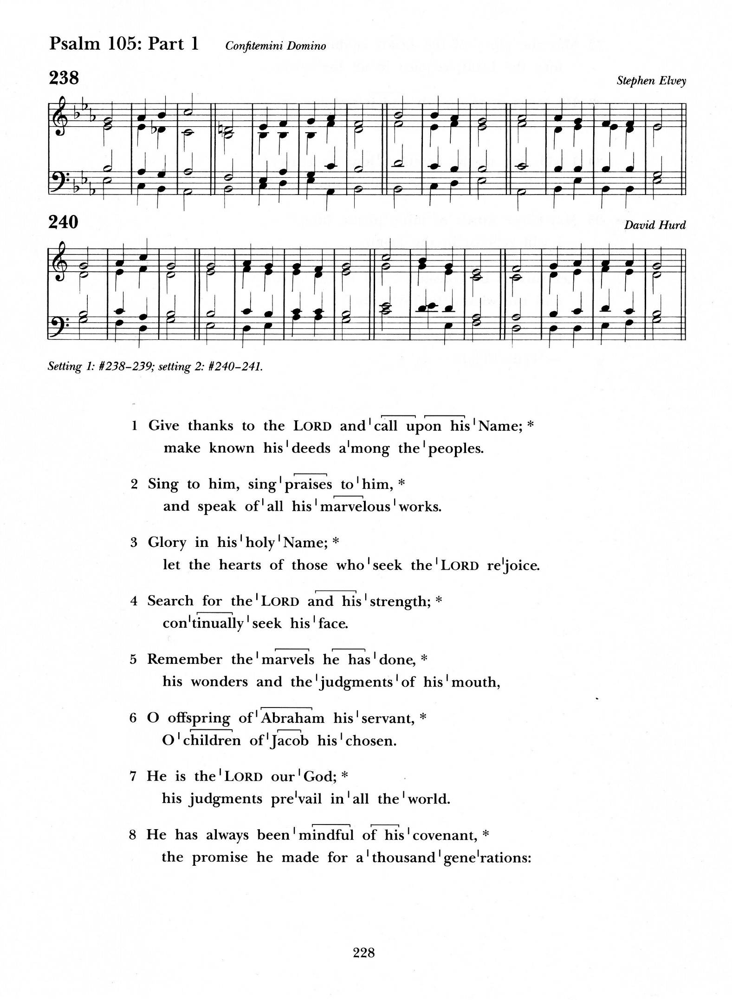 Psalm 105: Part 1 Confitemini Domino
238 Stephen Elvey
240 David Hurd
Setting 1: #238–239; setting 2: #240–241.
1 Give thanks to the LORD and ' call upon his ' Name; *
make known his ' deeds a'mong the ' peoples.
2 Sing to him, sing ' praises to ' him, *
and speak of ' all his ' marvelous ' works.
3 Glory in his ' holy ' Name; *
let the hearts of those who ' seek the ' LORD re'joice.
4 Search for the ' LORD and his ' strength; *
con'tinually ' seek his ' face.
5 Remember the ' marvels he has ' done, *
his wonders and the ' judgments ' of his ' mouth,
6 O offspring of ' Abraham his ' servant, *
O ' children of ' Jacob his ' chosen.
7 He is the ' LORD our ' God; *
his judgments pre'vail in ' all the ' world.
8 He has always been ' mindful of his ' covenant, *
the promise he made for a ' thousand ' gene'rations:
228